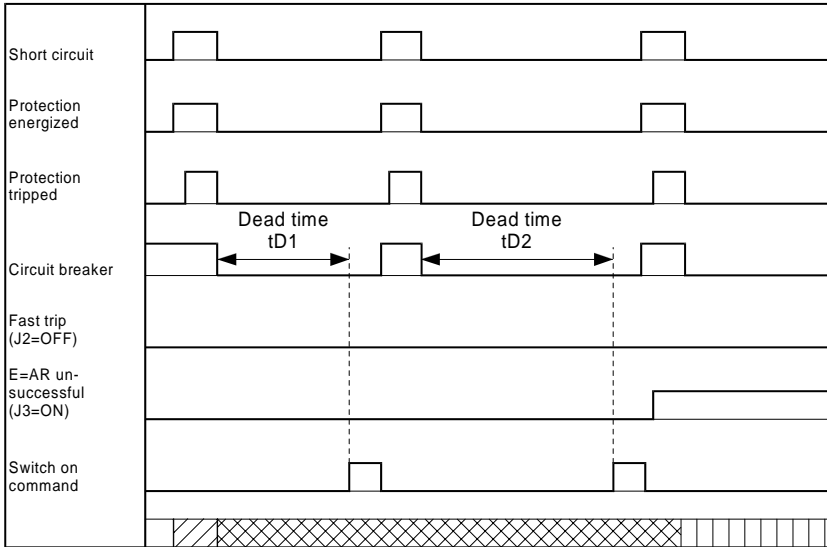 Short circuit
Protection
energized
Protection
tripped
Dead time
tD1
Dead time
tD2
Circuit breaker
Fast trip
(J2=OFF)
E=AR un-
successful
(J3=ON)
Switch on
command